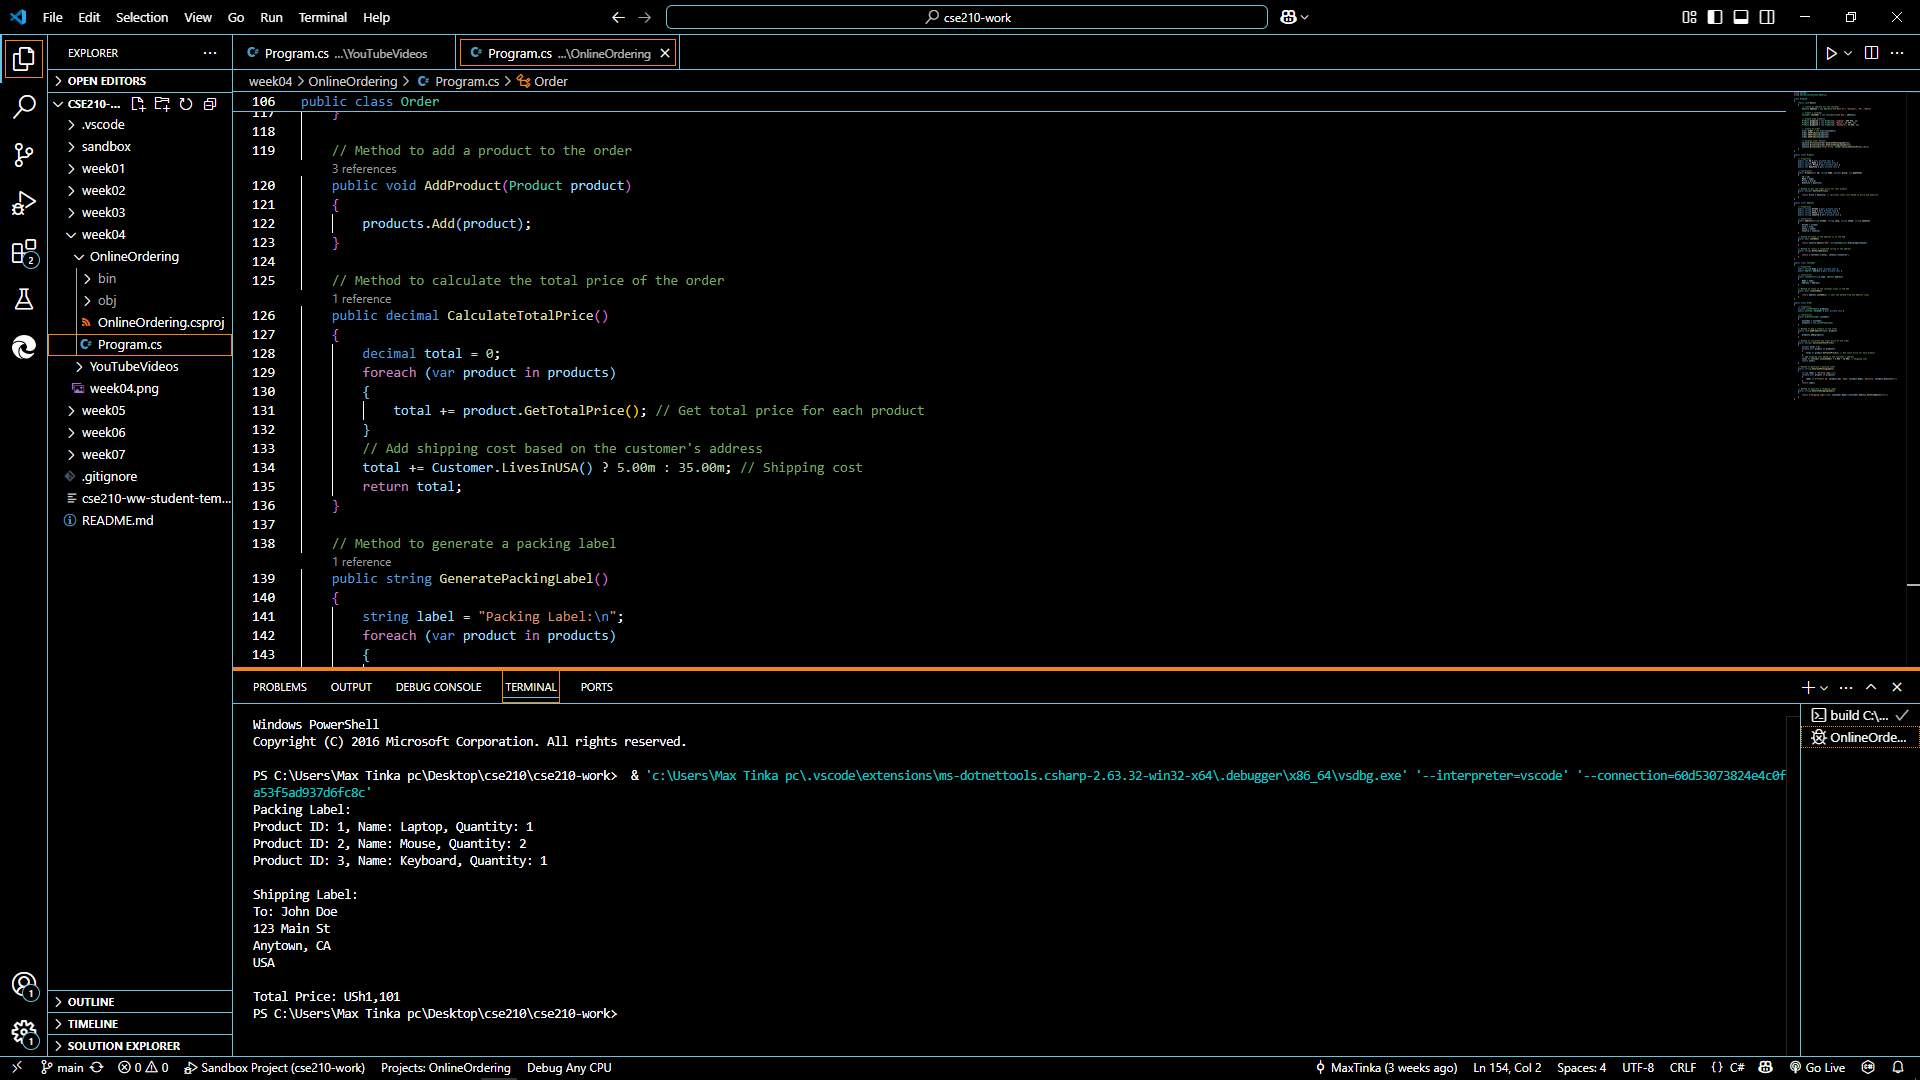 File Edit Selection View Go Run Terminal Help
cse210-work
EXPLORER
OPEN EDITORS
CSE210-...
.vscode
sandbox
week01
week02
week03
week04
OnlineOrdering
bin
obj
OnlineOrdering.csproj
Program.cs
YouTubeVideos
week04.png
week05
week06
week07
.gitignore
cse210-ww-student-tem...
README.md
OUTLINE
TIMELINE
SOLUTION EXPLORER
Program.cs ...\YouTubeVideos
Program.cs ...\OnlineOrdering
week04 > OnlineOrdering > Program.cs > Order
106 public class Order
117 }
118
119 // Method to add a product to the order
3 references
120 public void AddProduct(Product product)
121 {
122 products.Add(product);
123 }
124
125 // Method to calculate the total price of the order
1 reference
126 public decimal CalculateTotalPrice()
127 {
128 decimal total = 0;
129 foreach (var product in products)
130 {
131 total += product.GetTotalPrice(); // Get total price for each product
132 }
133 // Add shipping cost based on the customer's address
134 total += Customer.LivesInUSA() ? 5.00m : 35.00m; // Shipping cost
135 return total;
136 }
137
138 // Method to generate a packing label
1 reference
139 public string GeneratePackingLabel()
140 {
141 string label = "Packing Label:\n";
142 foreach (var product in products)
143 {
PROBLEMS OUTPUT DEBUG CONSOLE TERMINAL PORTS
Windows PowerShell
Copyright (C) 2016 Microsoft Corporation. All rights reserved.
PS C:\Users\Max Tinka pc\Desktop\cse210\cse210-work> & 'c:\Users\Max Tinka pc\.vscode\extensions\ms-dotnettools.csharp-2.63.32-win32-x64\.debugger\x86_64\vsdbg.exe' '--interpreter=vscode' '--connection=60d53073824e4c0f
a53f5ad937d6fc8c'
Packing Label:
Product ID: 1, Name: Laptop, Quantity: 1
Product ID: 2, Name: Mouse, Quantity: 2
Product ID: 3, Name: Keyboard, Quantity: 1
Shipping Label:
To: John Doe
123 Main St
Anytown, CA
USA
Total Price: USh1,101
PS C:\Users\Max Tinka pc\Desktop\cse210\cse210-work>
build C:\...
OnlineOrde...
2
1
1
main 0 0 Sandbox Project (cse210-work) Projects: OnlineOrdering Debug Any CPU
MaxTinka (3 weeks ago) Ln 154, Col 2 Spaces: 4 UTF-8 CRLF {} C# Go Live